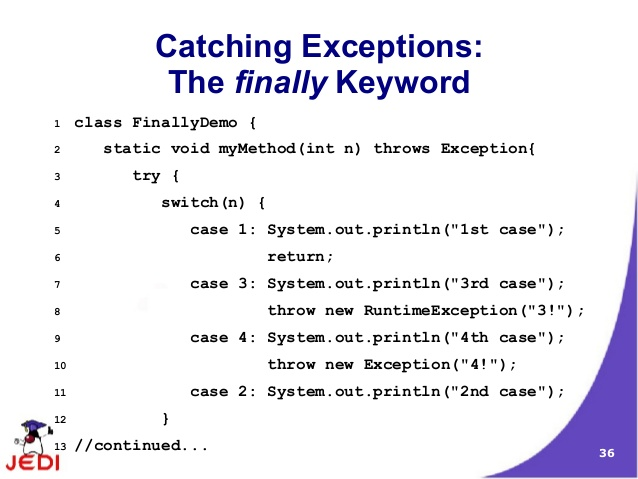 Catching Exceptions:
The finally Keyword
1 class FinallyDemo {
2 static void myMethod(int n) throws Exception{
3 try {
4 switch(n) {
5 case 1: System.out.println("1st case");
6 return;
7 case 3: System.out.println("3rd case");
8 throw new RuntimeException("3!");
9 case 4: System.out.println("4th case");
10 throw new Exception("4!");
11 case 2: System.out.println("2nd case");
12 }
13 //continued...
JEDI
36